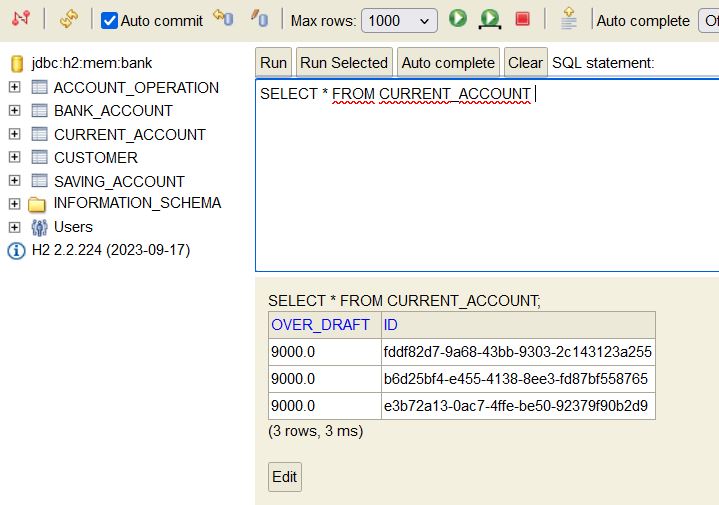 Auto commit Max rows: 1000 Auto complete Of
jdbc:h2:mem:bank
ACCOUNT_OPERATION
BANK_ACCOUNT
CURRENT_ACCOUNT
CUSTOMER
SAVING_ACCOUNT
INFORMATION_SCHEMA
Users
H2 2.2.224 (2023-09-17)
Run Run Selected Auto complete Clear SQL statement:
SELECT * FROM CURRENT_ACCOUNT
SELECT * FROM CURRENT_ACCOUNT;
OVER_DRAFT ID
9000.0 fddf82d7-9a68-43bb-9303-2c143123a255
9000.0 b6d25bf4-e455-4138-8ee3-fd87bf558765
9000.0 e3b72a13-0ac7-4ffe-be50-92379f90b2d9
(3 rows, 3 ms)
Edit